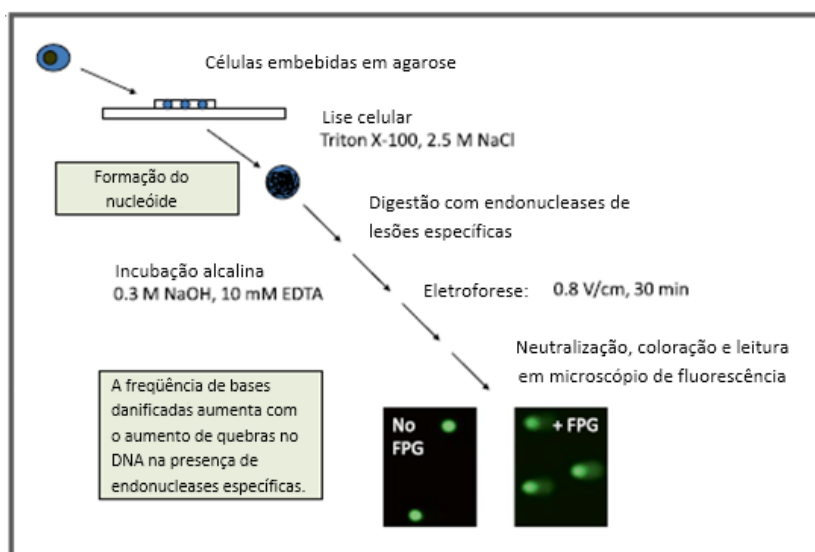 Células embebidas em agarose
Lise celular
Triton X-100, 2.5 M NaCl
Formação do
nucleóide
Digestão com endonucleases de
lesões específicas
Incubação alcalina
0.3 M NaOH, 10 mM EDTA
Eletroforese: 0.8 V/cm, 30 min
Neutralização, coloração e leitura
em microscópio de fluorescência
A freqüência de bases
danificadas aumenta com
o aumento de quebras no
DNA na presença de
endonucleases específicas.
No
FPG
+ FPG